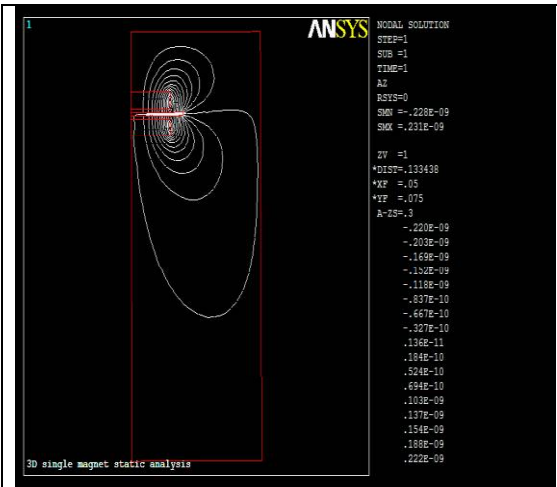 1
ANSYS
NODAL SOLUTION
STEP=1
SUB =1
TIME=1
AZ
RSYS=0
SMN =-.228E-09
SMX =.231E-09
ZV =1
*DIST=.133438
*XF =.05
*YF =.075
A-ZS=.3
-.220E-09
-.203E-09
-.169E-09
-.152E-09
-.118E-09
-.837E-10
-.667E-10
-.327E-10
.136E-11
.184E-10
.524E-10
.694E-10
.103E-09
.137E-09
.154E-09
.188E-09
.222E-09
3D single magnet static analysis